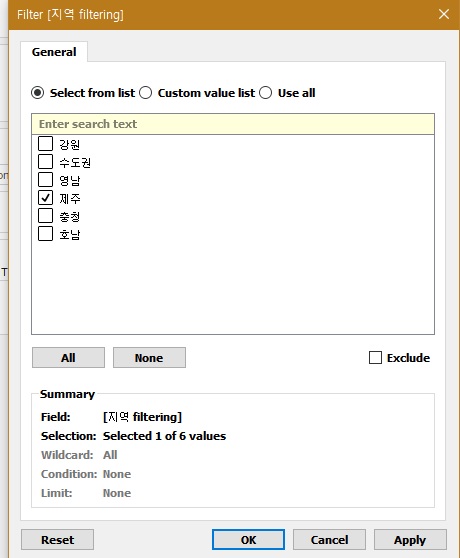 Filter [지역 filtering]
General
Select from list Custom value list Use all
Enter search text
강원
수도권
영남
제주
충청
호남
All None Exclude
Summary
Field: [지역 filtering]
Selection: Selected 1 of 6 values
Wildcard: All
Condition: None
Limit: None
Reset OK Cancel Apply